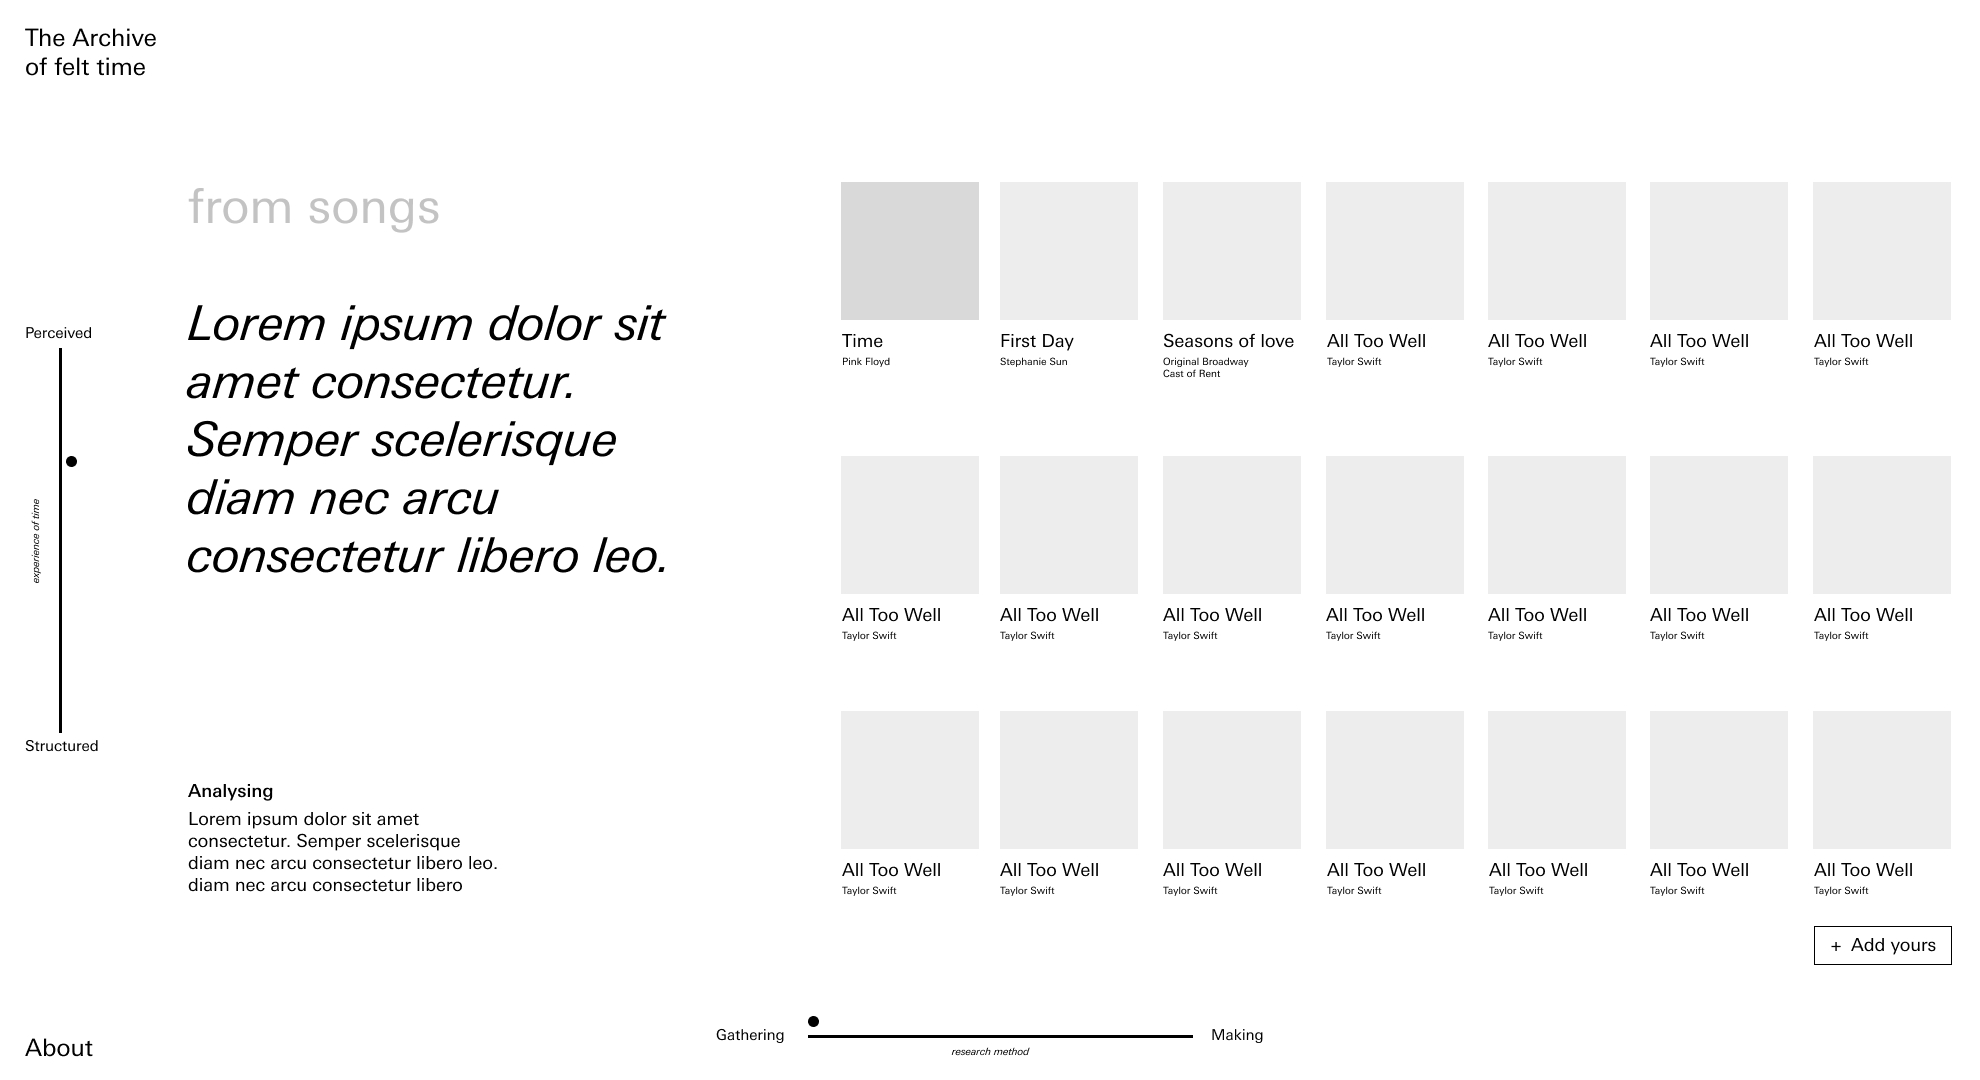 The Archive
of felt time
from songs
Lorem ipsum dolor sit
amet consectetur.
Semper scelerisque
diam nec arcu
consectetur libero leo.
Perceived
experience of time
Structured
Analysing
Lorem ipsum dolor sit amet
consectetur. Semper scelerisque
diam nec arcu consectetur libero leo.
diam nec arcu consectetur libero
Time
Pink Floyd
First Day
Stephanie Sun
Seasons of love
Original Broadway
Cast of Rent
All Too Well
Taylor Swift
All Too Well
Taylor Swift
All Too Well
Taylor Swift
All Too Well
Taylor Swift
All Too Well
Taylor Swift
All Too Well
Taylor Swift
All Too Well
Taylor Swift
All Too Well
Taylor Swift
All Too Well
Taylor Swift
All Too Well
Taylor Swift
All Too Well
Taylor Swift
All Too Well
Taylor Swift
All Too Well
Taylor Swift
All Too Well
Taylor Swift
All Too Well
Taylor Swift
All Too Well
Taylor Swift
All Too Well
Taylor Swift
All Too Well
Taylor Swift
+ Add yours
Gathering
research method
Making
About